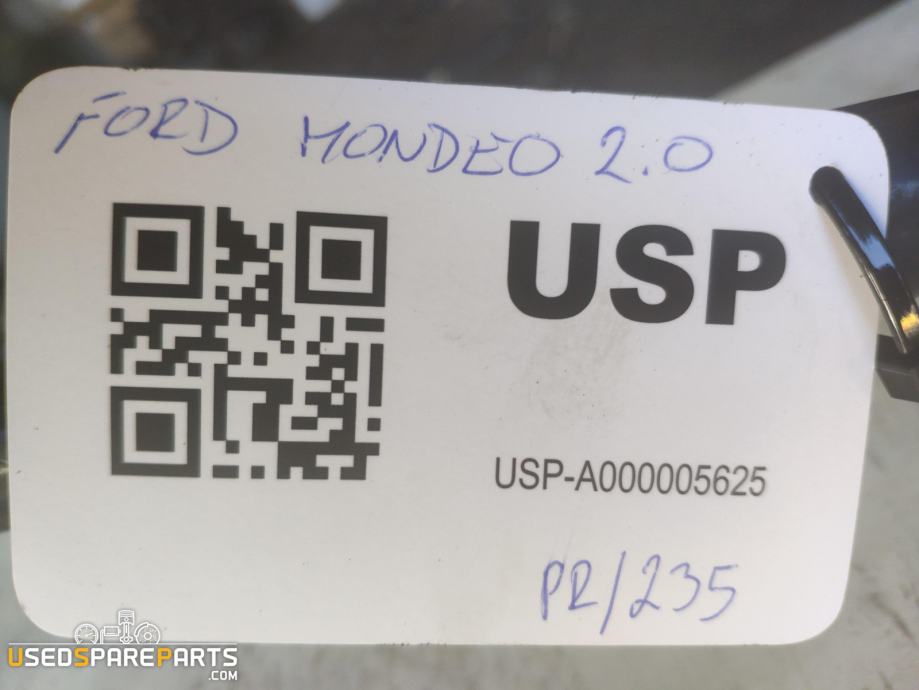 FORD MONDEO 2.0
USP
USP-A000005625
PR/235
USEDSPAREPARTS
.COM